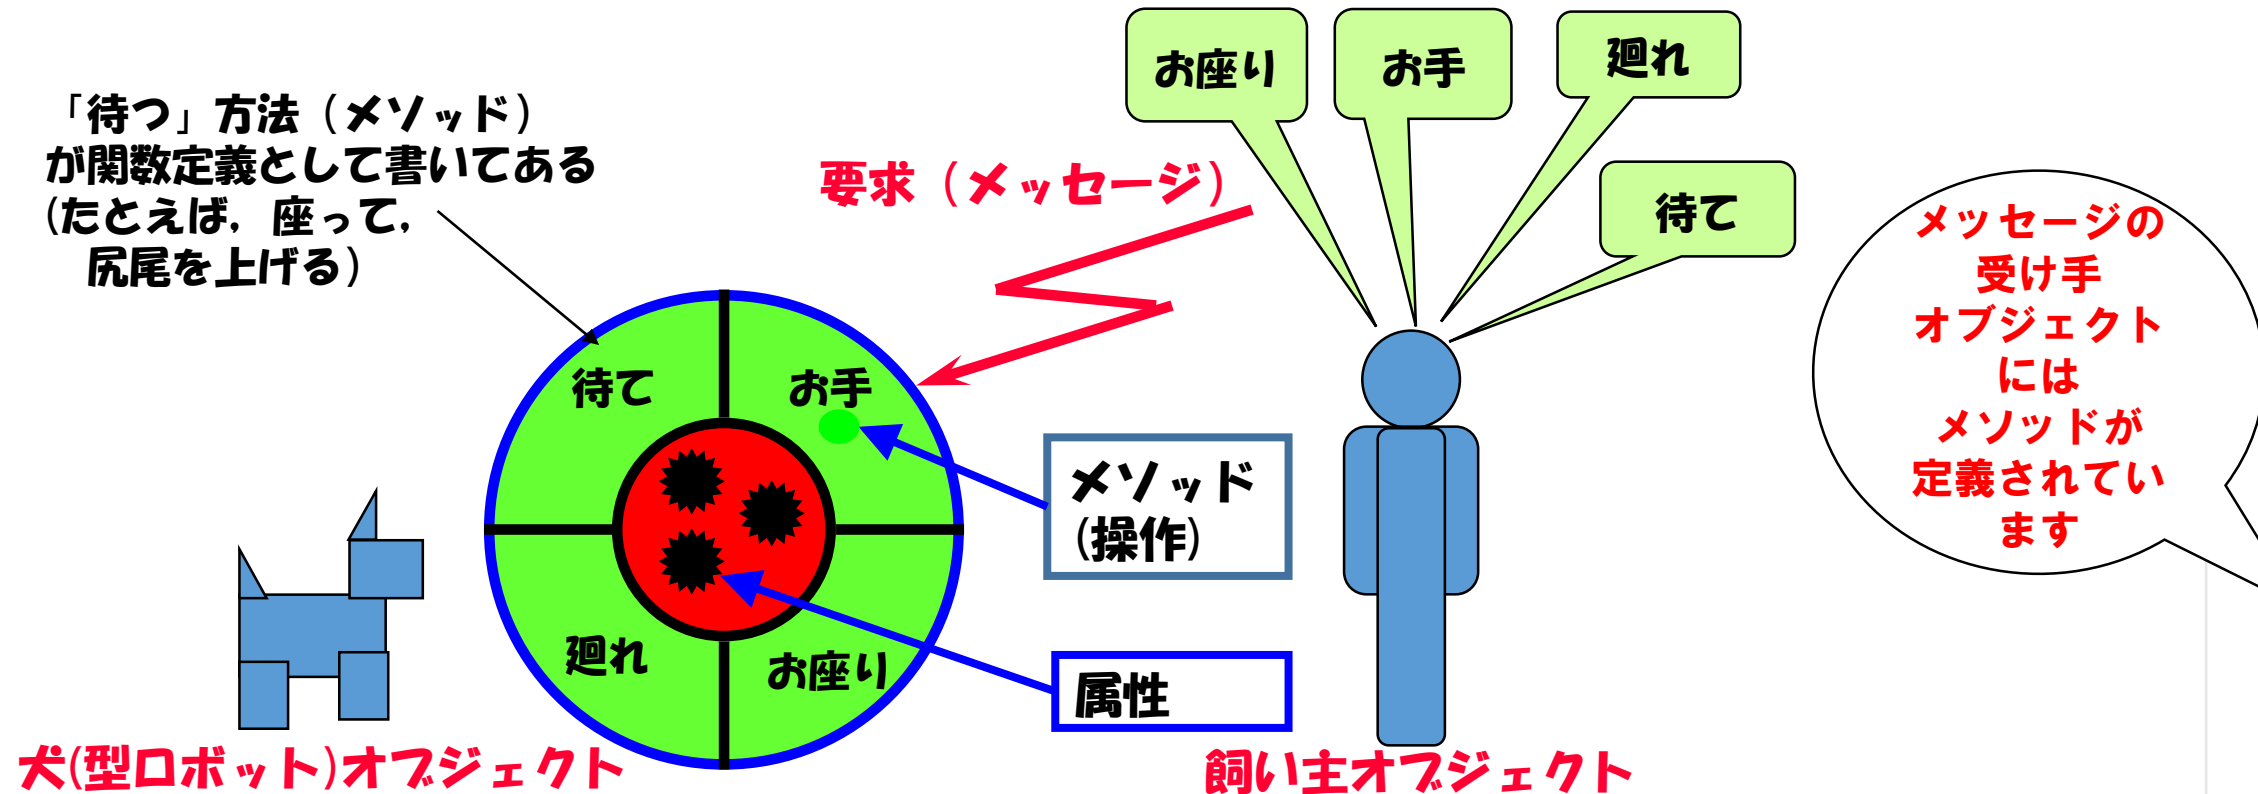 「待つ」方法（メソッド）
が関数定義として書いてある
(たとえば，座って，
尻尾を上げる）
要求（メッセージ）
お座り
お手
廻れ
待て
メッセージの
受け手
オブジェクト
には
メソッドが
定義されてい
ます
待て
お手
廻れ
お座り
メソッド
(操作)
属性
犬(型ロボット)オブジェクト
飼い主オブジェクト